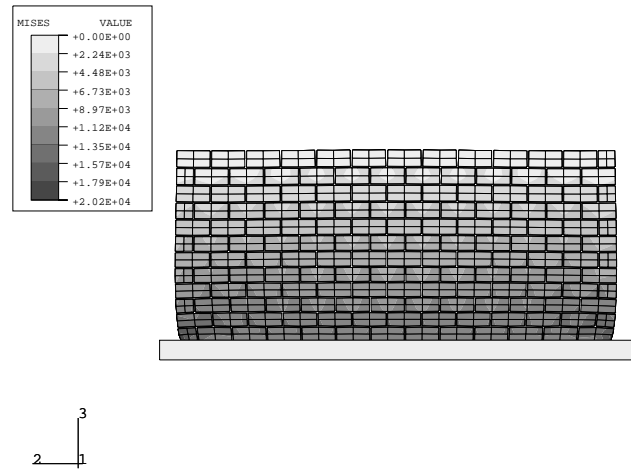 MISES VALUE
+0.00E+00
+2.24E+03
+4.48E+03
+6.73E+03
+8.97E+03
+1.12E+04
+1.35E+04
+1.57E+04
+1.79E+04
+2.02E+04
3
2 1